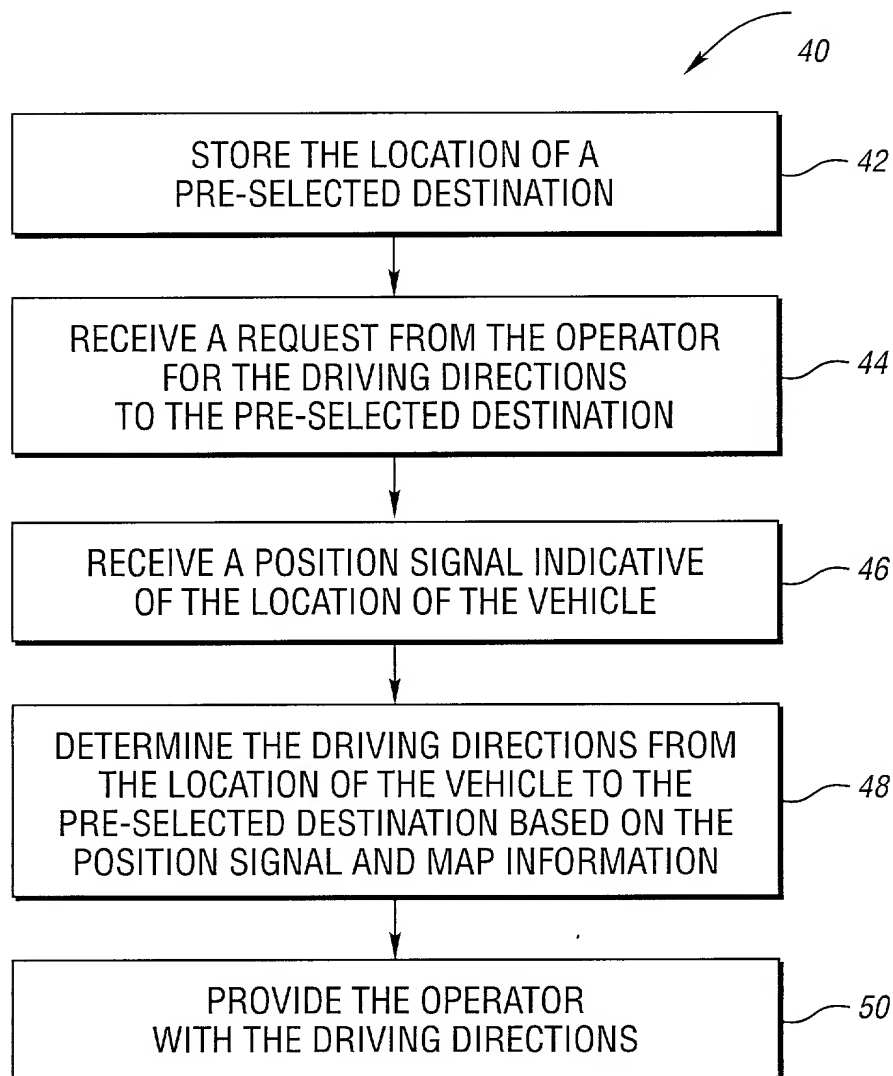 40
STORE THE LOCATION OF A
PRE-SELECTED DESTINATION
42
RECEIVE A REQUEST FROM THE OPERATOR
FOR THE DRIVING DIRECTIONS
TO THE PRE-SELECTED DESTINATION
44
RECEIVE A POSITION SIGNAL INDICATIVE
OF THE LOCATION OF THE VEHICLE
46
DETERMINE THE DRIVING DIRECTIONS FROM
THE LOCATION OF THE VEHICLE TO THE
PRE-SELECTED DESTINATION BASED ON THE
POSITION SIGNAL AND MAP INFORMATION
48
PROVIDE THE OPERATOR
WITH THE DRIVING DIRECTIONS
50